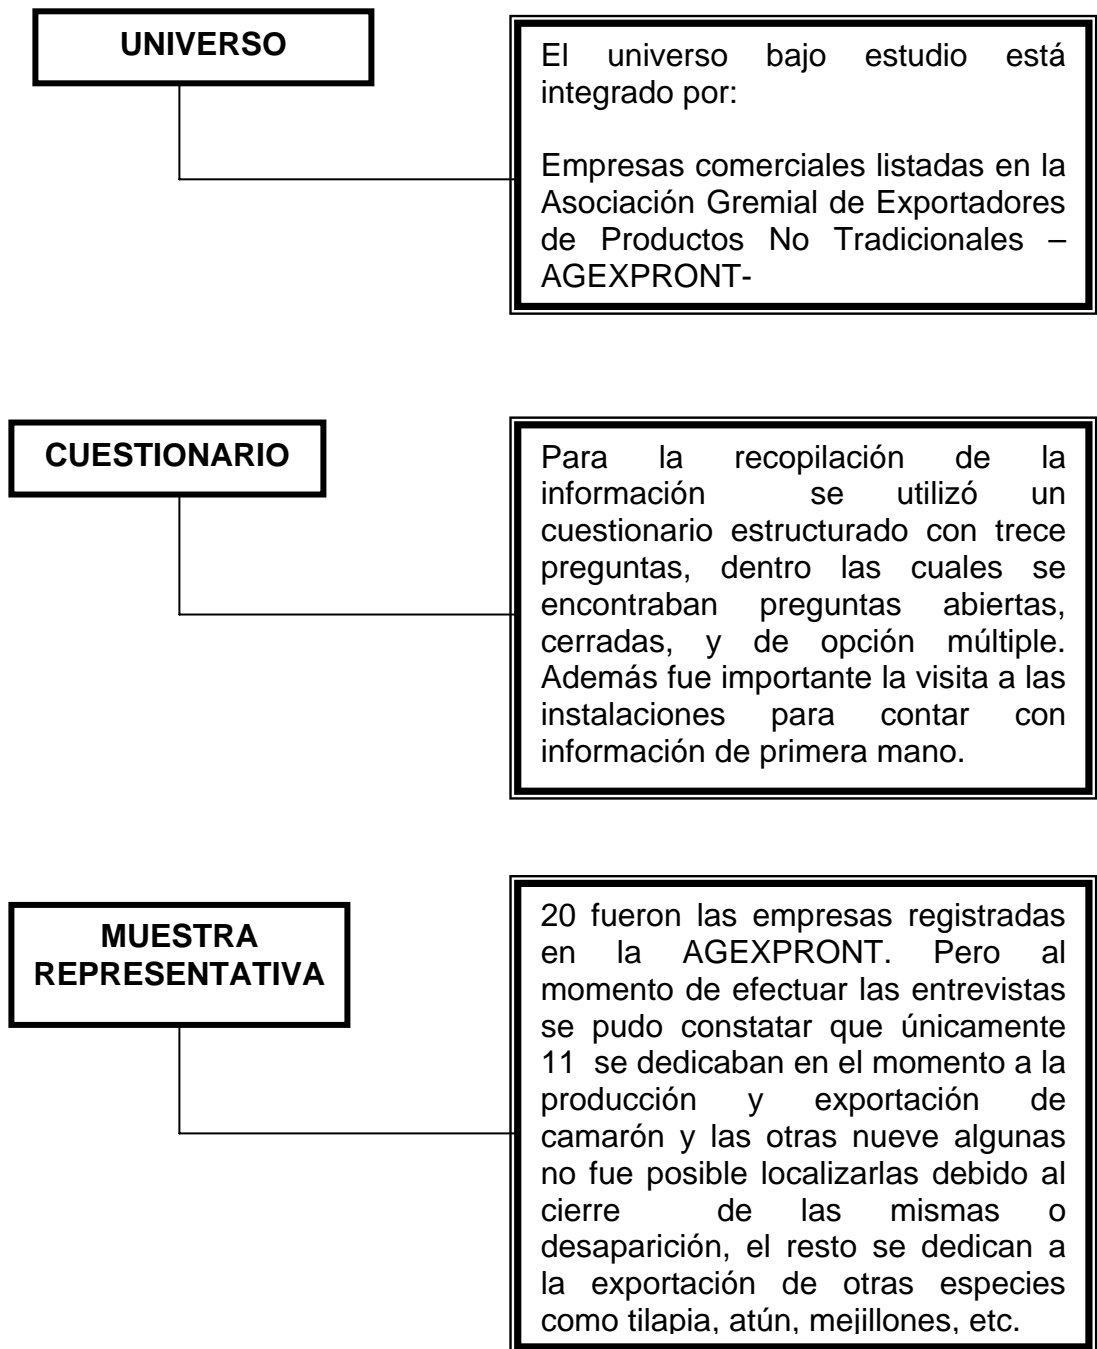 UNIVERSO
El universo bajo estudio está
integrado por:
Empresas comerciales listadas en la
Asociación Gremial de Exportadores
de Productos No Tradicionales –
AGEXPRONT-
CUESTIONARIO
Para la recopilación de la
información se utilizó un
cuestionario estructurado con trece
preguntas, dentro las cuales se
encontraban preguntas abiertas,
cerradas, y de opción múltiple.
Además fue importante la visita a las
instalaciones para contar con
información de primera mano.
MUESTRA
REPRESENTATIVA
20 fueron las empresas registradas
en la AGEXPRONT. Pero al
momento de efectuar las entrevistas
se pudo constatar que únicamente
11 se dedicaban en el momento a la
producción y exportación de
camarón y las otras nueve algunas
no fue posible localizarlas debido al
cierre de las mismas o
desaparición, el resto se dedican a
la exportación de otras especies
como tilapia, atún, mejillones, etc.